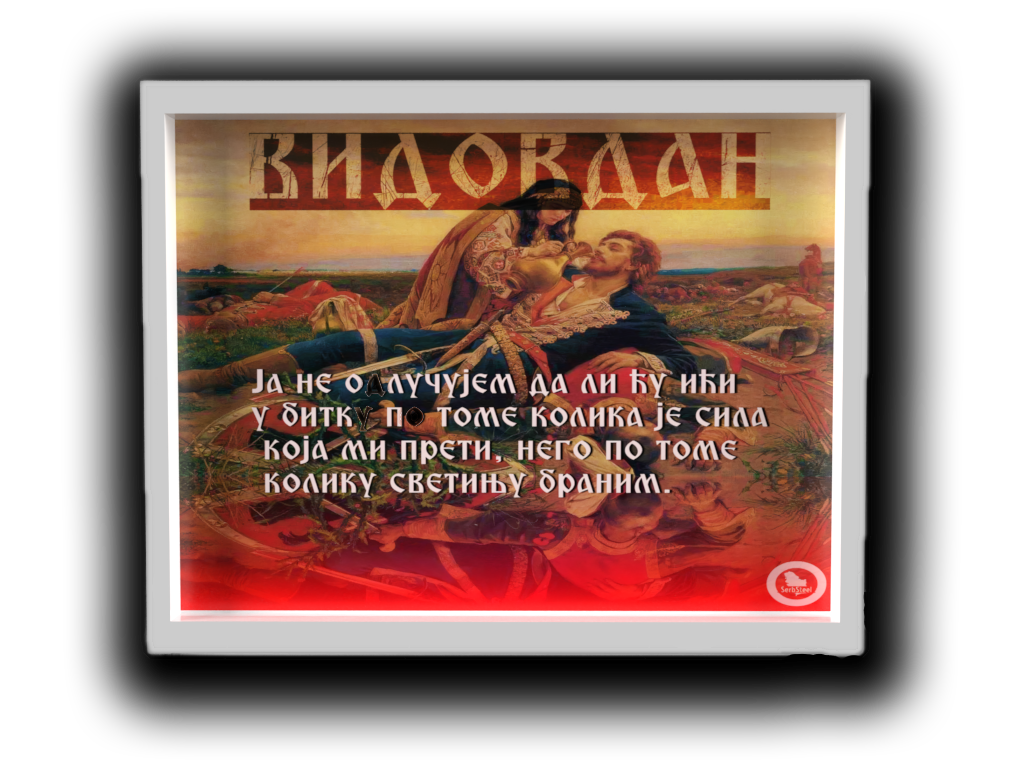 ВИДОВДАН
Ја не одлучујем да ли ћу ићи
у битку по томе колика је сила
која ми прети, него по томе
колику светињу браним.
SerbSteel